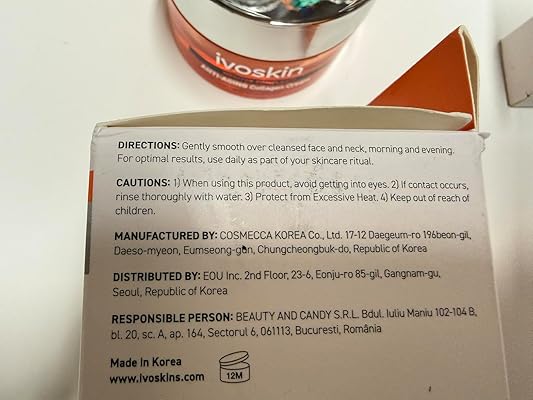 ivoskin
ANTI-AGING Collagen Cream
DIRECTIONS: Gently smooth over cleansed face and neck, morning and evening.
For optimal results, use daily as part of your skincare ritual.
CAUTIONS: 1) When using this product, avoid getting into eyes. 2) If contact occurs,
rinse thoroughly with water. 3) Protect from Excessive Heat. 4) Keep out of reach of
children.
MANUFACTURED BY: COSMECCA KOREA Co., Ltd. 17-12 Daegeum-ro 196beon-gil,
Daeso-myeon, Eumseong-gun, Chungcheongbuk-do, Republic of Korea
DISTRIBUTED BY: EOU Inc. 2nd Floor, 23-6, Eonju-ro 85-gil, Gangnam-gu,
Seoul, Republic of Korea
RESPONSIBLE PERSON: BEAUTY AND CANDY S.R.L. Bdul. Iuliu Maniu 102-104 B,
bl. 20, sc. A, ap. 164, Sectorul 6, 061113, Bucuresti, România
Made In Korea
www.ivoskins.com
12M